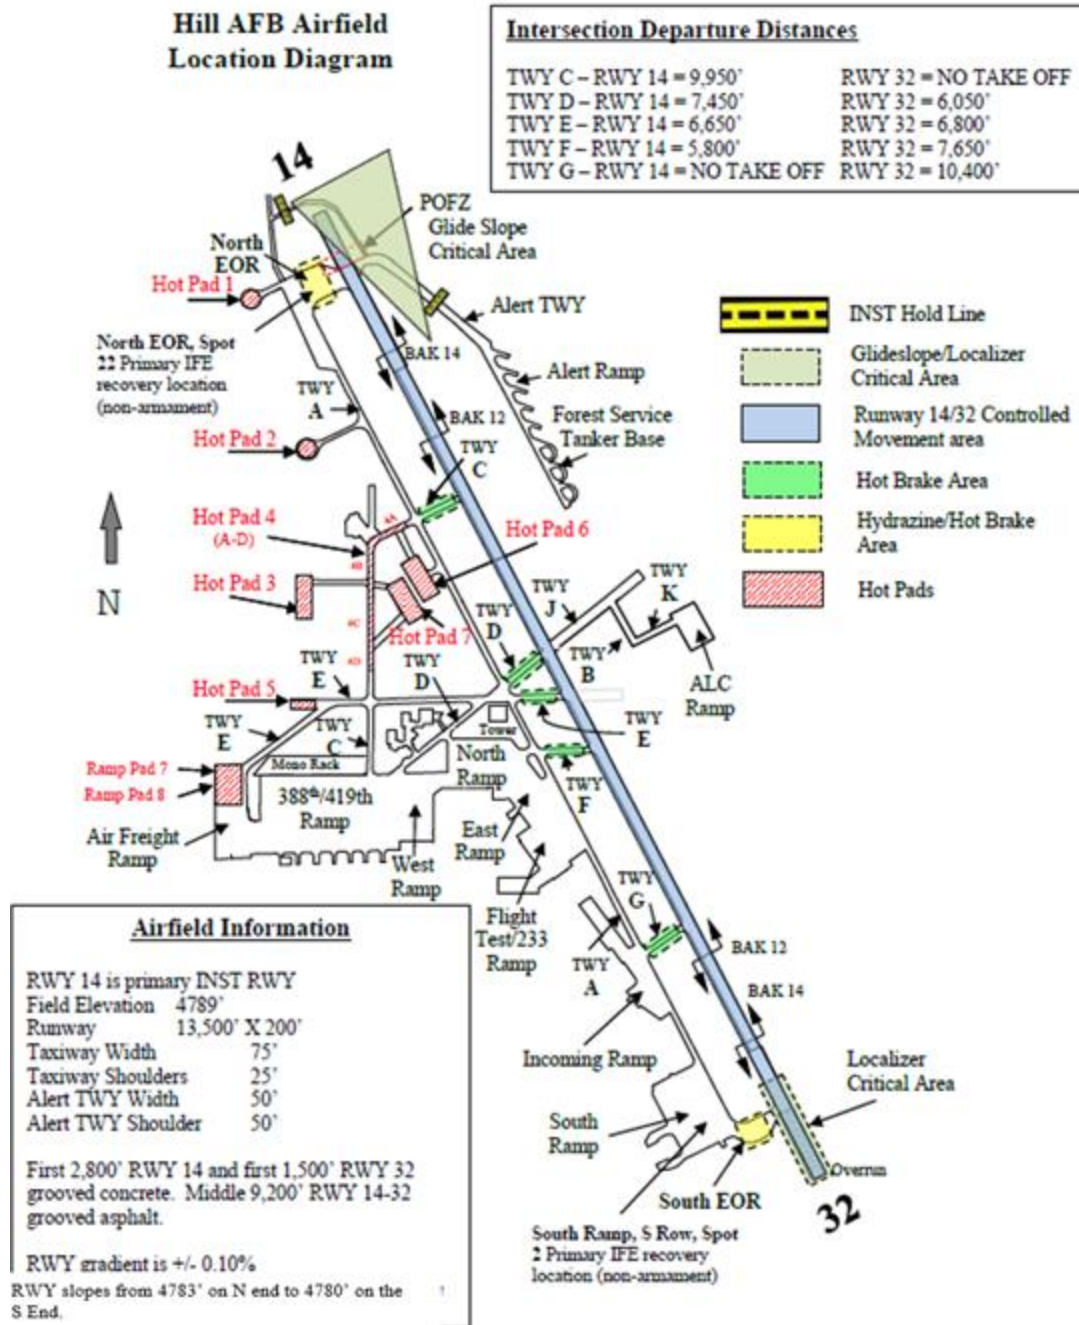 Hill AFB Airfield
Location Diagram
Intersection Departure Distances
TWY C – RWY 14 = 9,950' RWY 32 = NO TAKE OFF
TWY D – RWY 14 = 7,450' RWY 32 = 6,050'
TWY E – RWY 14 = 6,650' RWY 32 = 6,800'
TWY F – RWY 14 = 5,800' RWY 32 = 7,650'
TWY G – RWY 14 = NO TAKE OFF RWY 32 = 10,400'
14
POFZ
Glide Slope
Critical Area
North
EOR
Hot Pad 1
Alert TWY
North EOR, Spot
22 Primary IFE
recovery location
(non-armament)
BAK 14
Alert Ramp
TWY
A
BAK 12
Forest Service
Tanker Base
Hot Pad 2
TWY
C
INST Hold Line
Glideslope/Localizer
Critical Area
Runway 14/32 Controlled
Movement area
Hot Brake Area
Hydrazine/Hot Brake
Area
Hot Pads
N
Hot Pad 4
(A-D)
4A
4B
4C
4D
Hot Pad 6
Hot Pad 3
Hot Pad 7
TWY
J
TWY
K
TWY
D
TWY
B
ALC
Ramp
TWY
E
TWY
D
Hot Pad 5
TWY
E
TWY
C
Tower
TWY
E
Mono Rack
North
Ramp
TWY
F
Ramp Pad 7
Ramp Pad 8
388th/419th
Ramp
Air Freight
Ramp
West
Ramp
East
Ramp
Flight
Test/233
Ramp
TWY
G
TWY
A
BAK 12
BAK 14
Incoming Ramp
Localizer
Critical Area
South
Ramp
Overrun
South EOR
32
South Ramp, S Row, Spot
2 Primary IFE recovery
location (non-armament)
Airfield Information
RWY 14 is primary INST RWY
Field Elevation 4789'
Runway 13,500' X 200'
Taxiway Width 75'
Taxiway Shoulders 25'
Alert TWY Width 50'
Alert TWY Shoulder 50'
First 2,800' RWY 14 and first 1,500' RWY 32
grooved concrete. Middle 9,200' RWY 14-32
grooved asphalt.
RWY gradient is +/- 0.10%
RWY slopes from 4783' on N end to 4780' on the
S End.